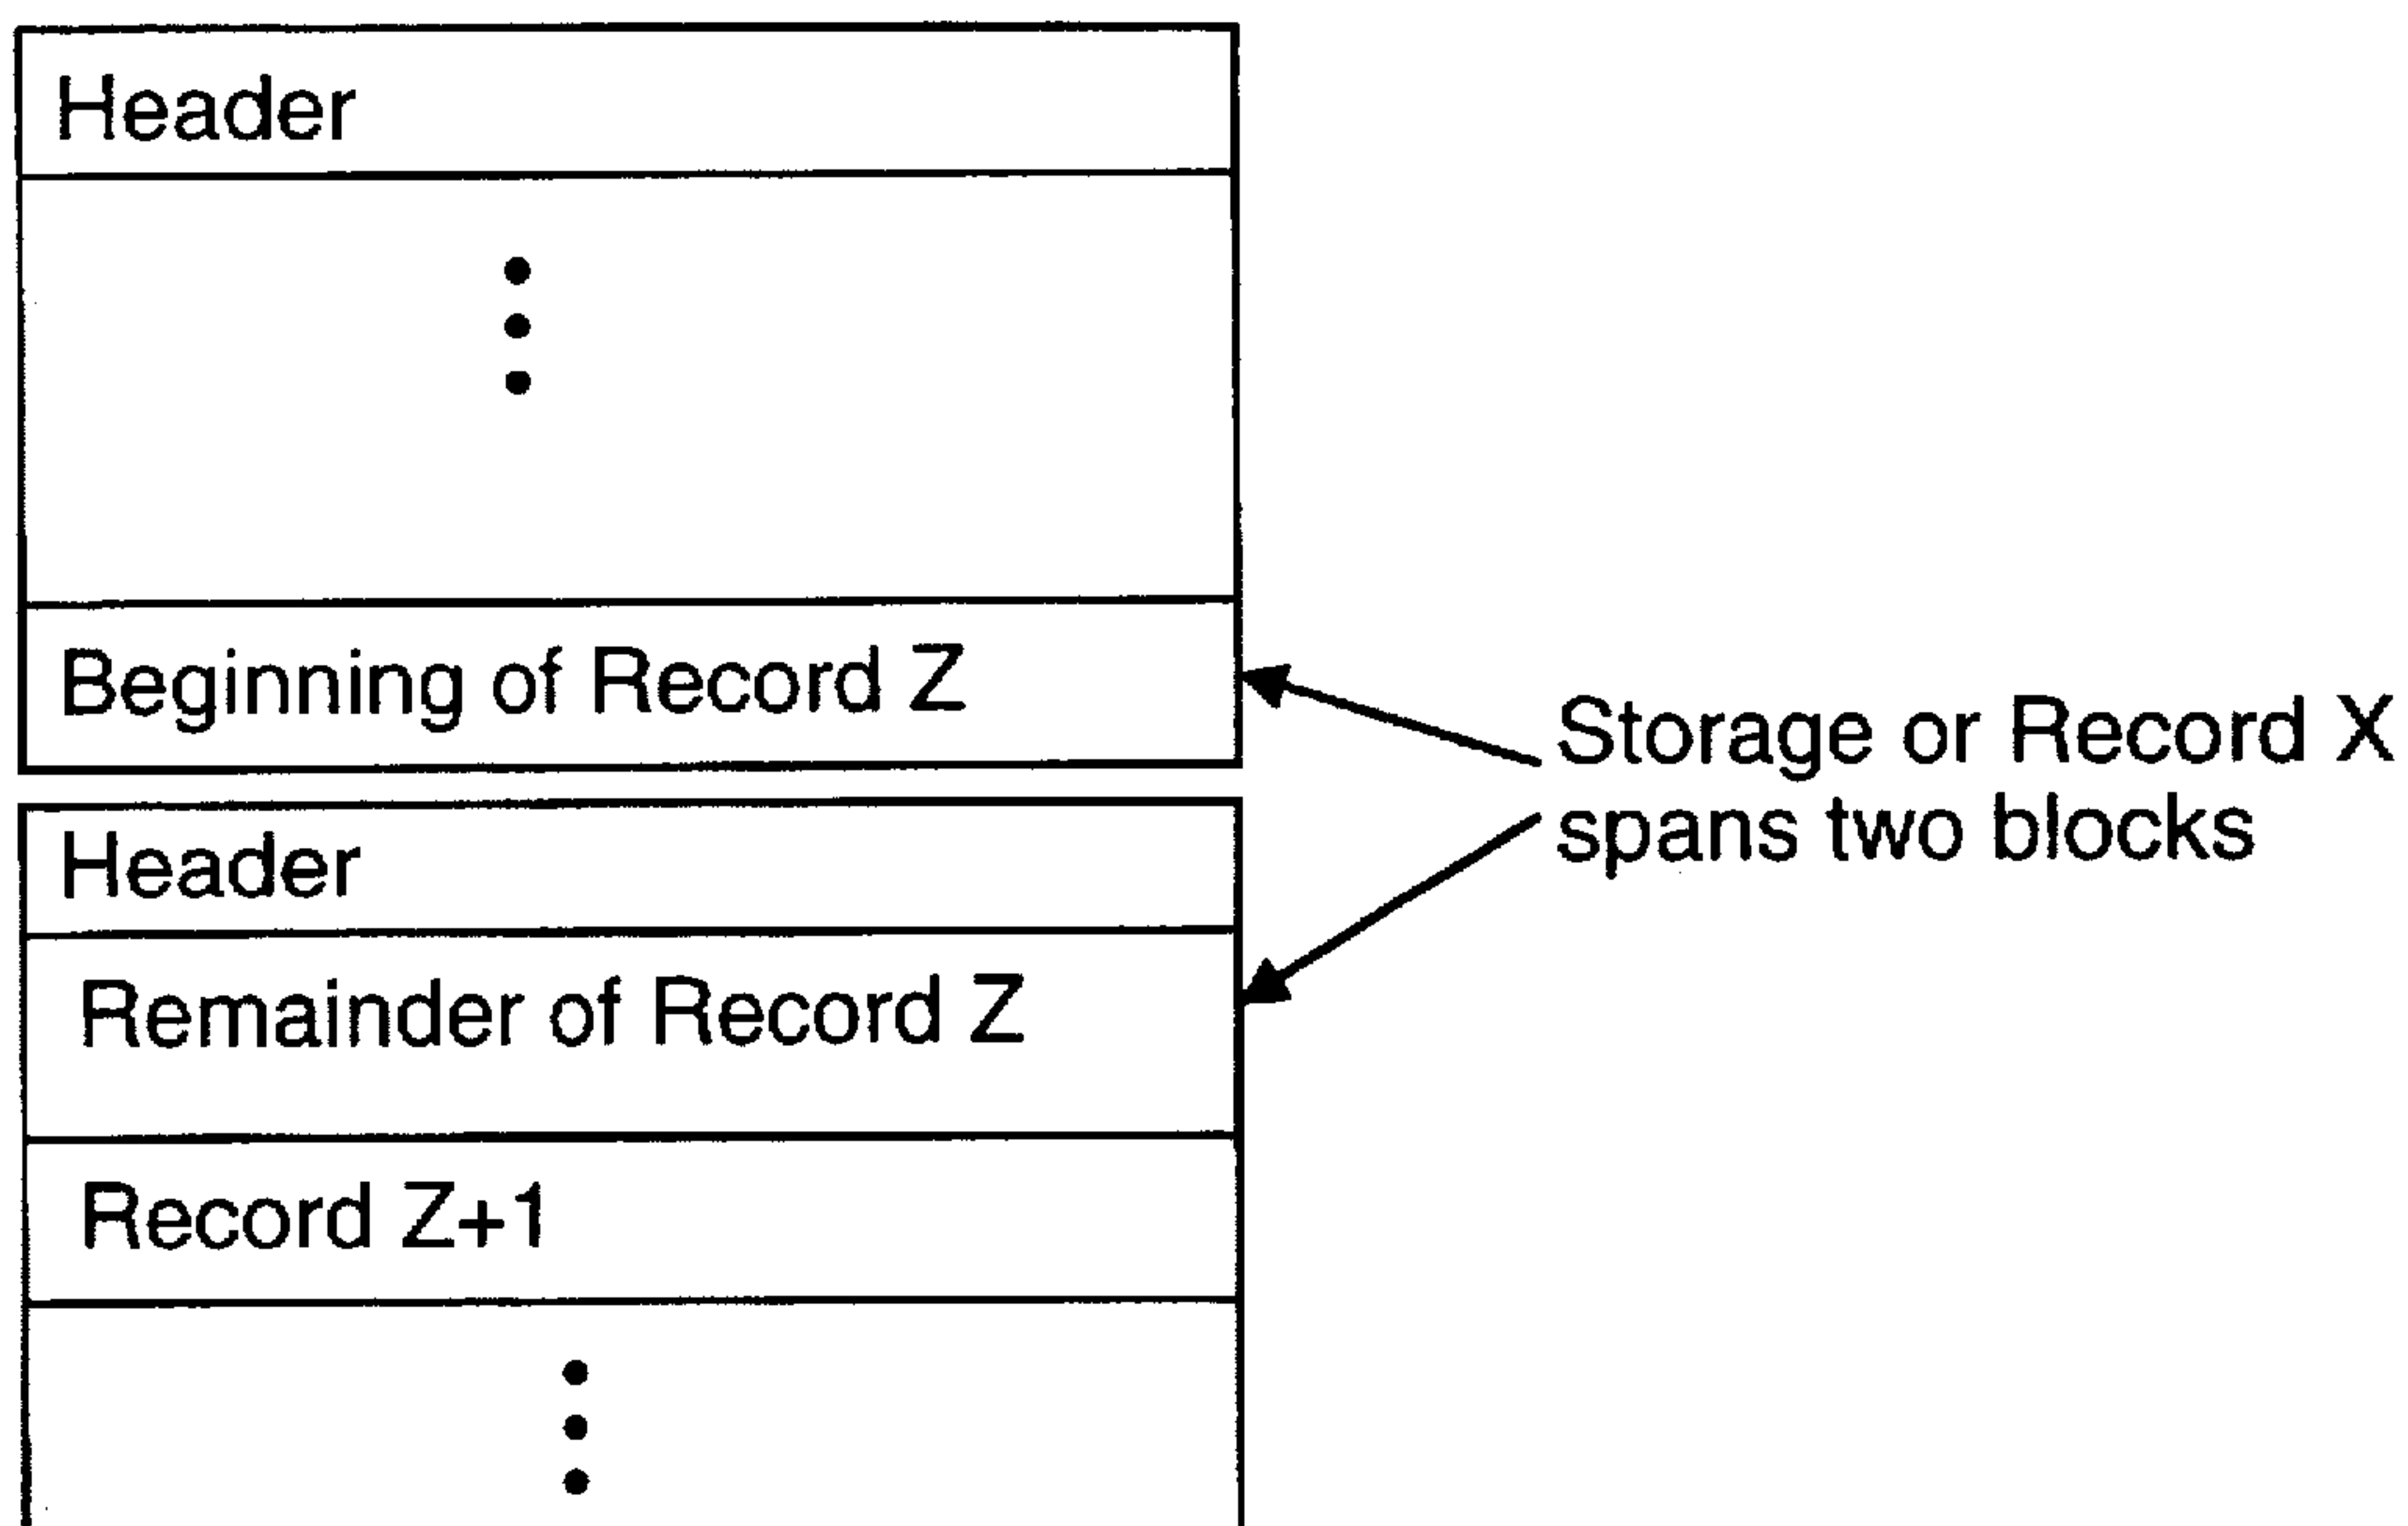 Header
Beginning of Record Z
Storage or Record X
spans two blocks
Header
Remainder of Record Z
Record Z+1